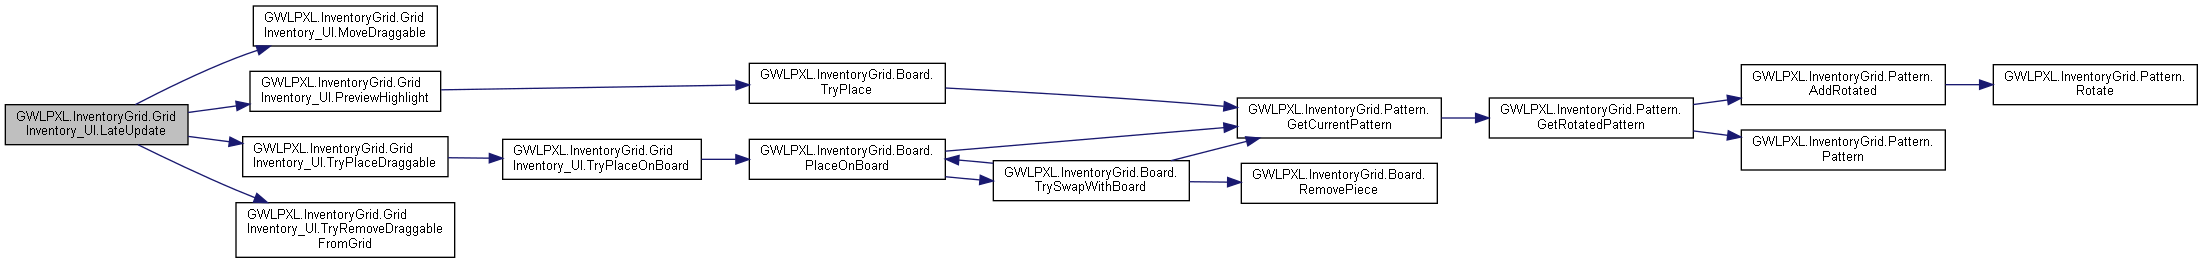 GWLPXL.InventoryGrid.Grid
Inventory_UI.LateUpdate
GWLPXL.InventoryGrid.Grid
Inventory_UI.MoveDraggable
GWLPXL.InventoryGrid.Grid
Inventory_UI.PreviewHighlight
GWLPXL.InventoryGrid.Grid
Inventory_UI.TryPlaceDraggable
GWLPXL.InventoryGrid.Grid
Inventory_UI.TryRemoveDraggable
FromGrid
GWLPXL.InventoryGrid.Grid
Inventory_UI.TryPlaceOnBoard
GWLPXL.InventoryGrid.Board.
TryPlace
GWLPXL.InventoryGrid.Board.
PlaceOnBoard
GWLPXL.InventoryGrid.Board.
TrySwapWithBoard
GWLPXL.InventoryGrid.Pattern.
GetCurrentPattern
GWLPXL.InventoryGrid.Board.
RemovePiece
GWLPXL.InventoryGrid.Pattern.
GetRotatedPattern
GWLPXL.InventoryGrid.Pattern.
AddRotated
GWLPXL.InventoryGrid.Pattern.
Pattern
GWLPXL.InventoryGrid.Pattern.
Rotate